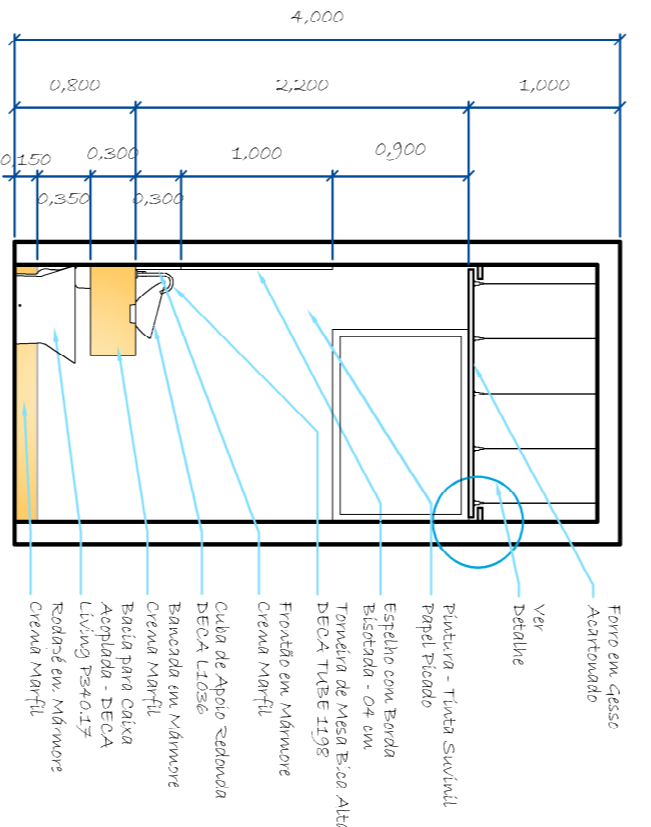 4,000
0,800
2,200
1,000
0,150
0,300
1,000
0,900
0,350
0,300
Forro em Gesso
Acartonado
Ver
Detalhe
Pintura - Tinta Suvinil
Papel Picado
Espelho com Borda
Bisotada - 04 cm
Torneira de Mesa Bica Alta
DECA TUBE 1198
Frontão em Mármore
Crema Marfil
Cuba de Apoio Redonda
DECA L1036
Bancada em Mármore
Crema Marfil
Bacia para Caixa
Acoplada - DECA
Living P340.17
Rodapé em Mármore
Crema Marfil